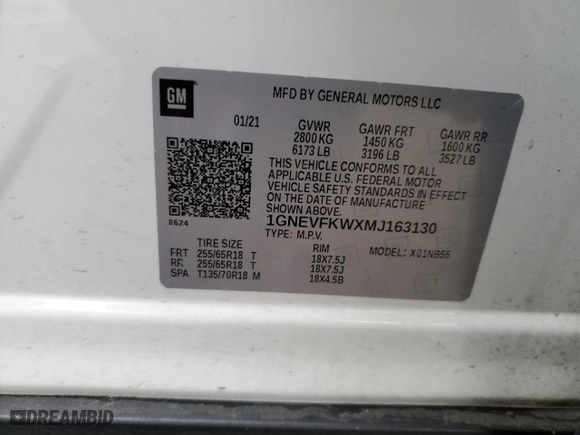 GM
MFD BY GENERAL MOTORS LLC
01/21
GVWR GAWR FRT GAWR RR
2800 KG 1450 KG 1600 KG
6173 LB 3196 LB 3527 LB
THIS VEHICLE CONFORMS TO ALL
APPLICABLE U.S. FEDERAL MOTOR
VEHICLE SAFETY STANDARDS IN EFFECT
ON THE DATE OF MANUFACTURE
SHOWN ABOVE.
8624
1GNEVFKWXMJ163130
TYPE: M.P.V. MODEL: X01NB55
TIRE SIZE RIM
FRT 255/65R18 T 18X7.5J
RR 255/65R18 T 18X7.5J
SPA T135/70R18 M 18X4.5B
DREAMBID